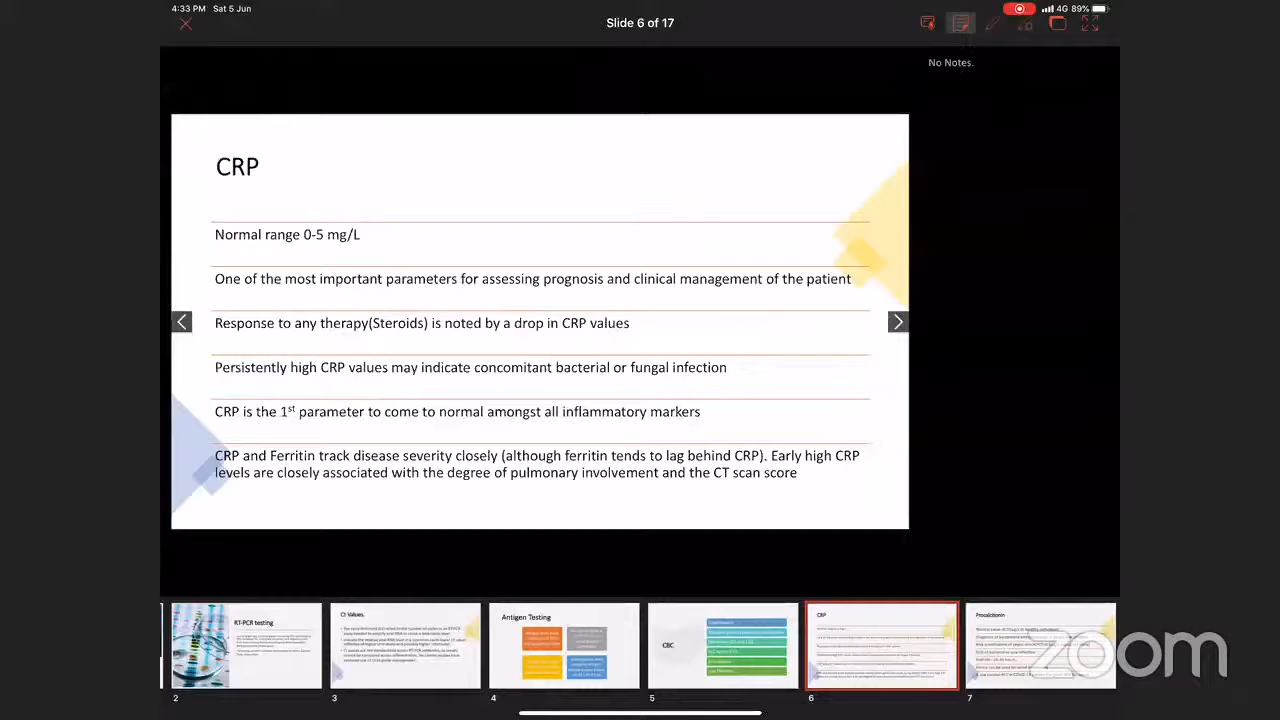 4:33 PM Sat 5 Jun
4G 89%
Slide 6 of 17
No Notes.
CRP
Normal range 0-5 mg/L
One of the most important parameters for assessing prognosis and clinical management of the patient
Response to any therapy(Steroids) is noted by a drop in CRP values
Persistently high CRP values may indicate concomitant bacterial or fungal infection
CRP is the 1st parameter to come to normal amongst all inflammatory markers
CRP and Ferritin track disease severity closely (although ferritin tends to lag behind CRP). Early high CRP
levels are closely associated with the degree of pulmonary involvement and the CT scan score
RT-PCR testing
Ct Values
Antigen Testing
CBC
CRP
Procalcitonin
2
3
4
5
6
7
zoom